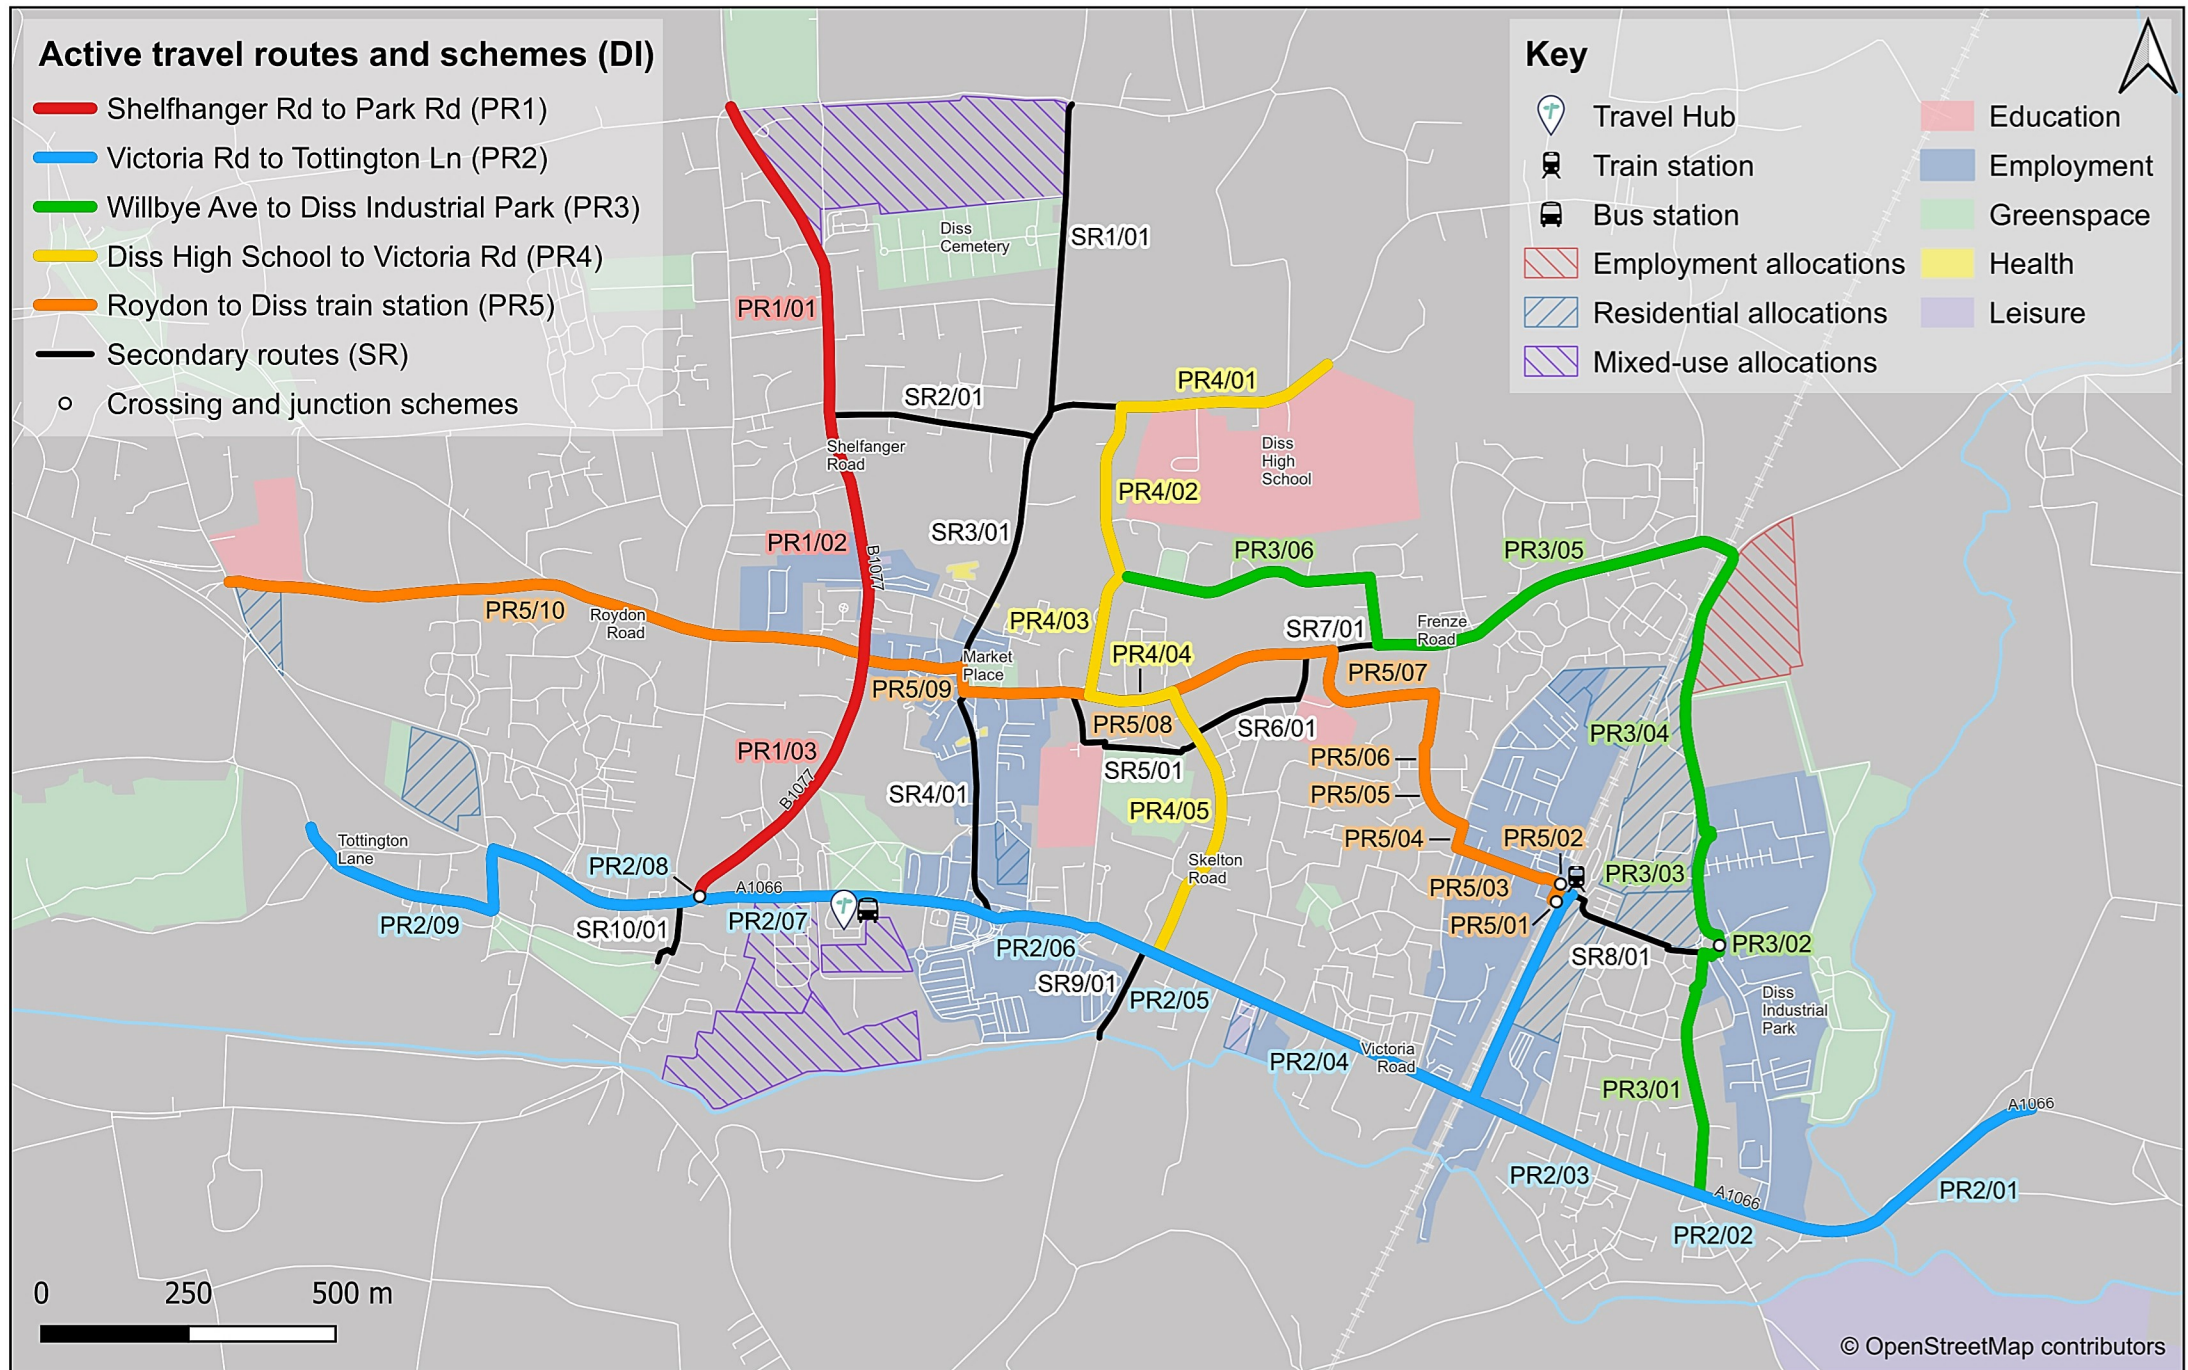 Active travel routes and schemes (DI)
Shelfhanger Rd to Park Rd (PR1)
Victoria Rd to Tottington Ln (PR2)
Willbye Ave to Diss Industrial Park (PR3)
Diss High School to Victoria Rd (PR4)
Roydon to Diss train station (PR5)
Secondary routes (SR)
Crossing and junction schemes
Key
Travel Hub
Train station
Bus station
Employment allocations
Residential allocations
Mixed-use allocations
Education
Employment
Greenspace
Health
Leisure
Diss
Cemetery
SR1/01
PR1/01
PR4/01
SR2/01
Shelfanger
Road
Diss
High
School
PR4/02
SR3/01
PR1/02
B1077
PR3/06
PR3/05
PR5/10
Roydon
Road
PR4/03
SR7/01
Frenze
Road
Market
Place
PR4/04
PR5/07
PR5/09
PR5/08
SR6/01
PR3/04
PR1/03
B1077
PR5/06
SR5/01
SR4/01
PR5/05
PR4/05
Tottington
Lane
PR5/04
PR5/02
PR2/08
Skelton
Road
PR3/03
A1066
PR5/03
PR2/09
PR2/07
SR10/01
PR5/01
PR2/06
PR3/02
SR8/01
SR9/01
PR2/05
Diss
Industrial
Park
PR2/04
Victoria
Road
PR3/01
A1066
PR2/03
PR2/01
A1066
PR2/02
0 250 500 m
© OpenStreetMap contributors